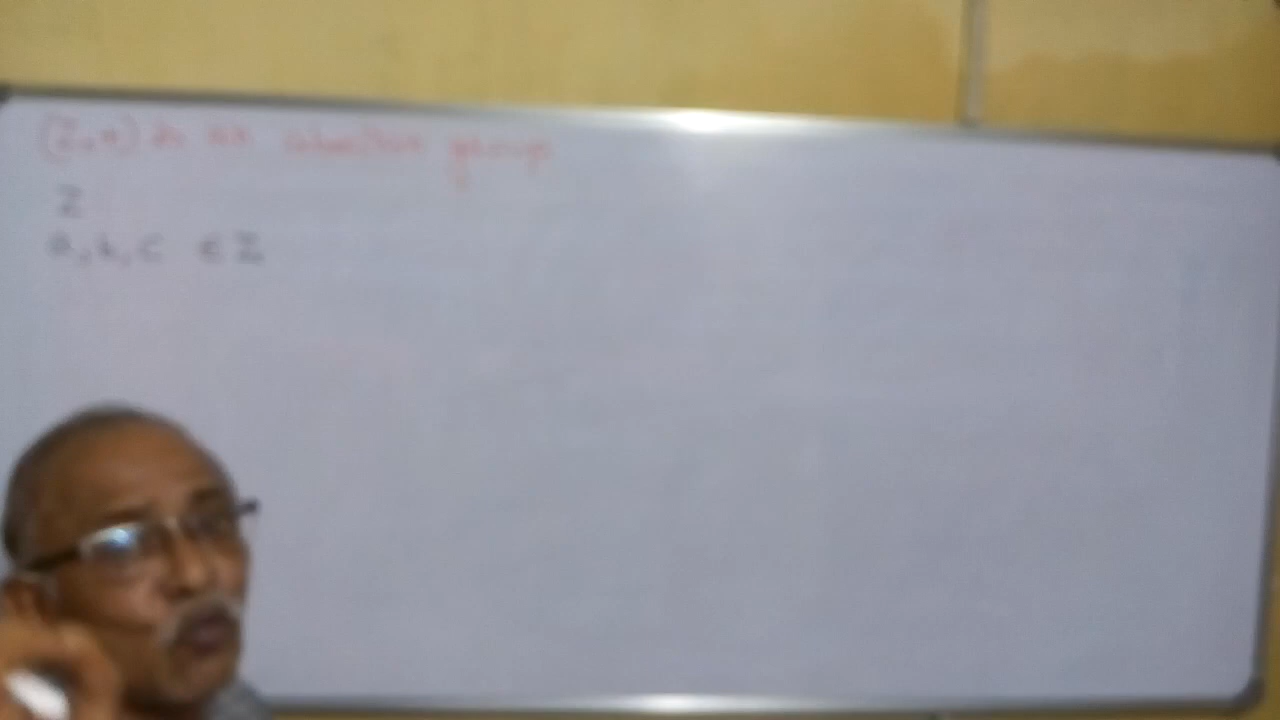 (Z, +) is an abelian group
Z
a, b, c ∈ Z